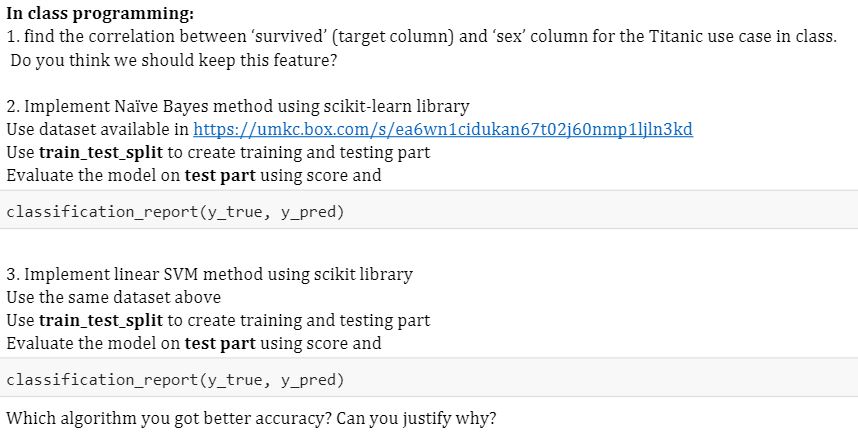 In class programming:
1. find the correlation between ‘survived’ (target column) and ‘sex’ column for the Titanic use case in class.
Do you think we should keep this feature?
2. Implement Naïve Bayes method using scikit-learn library
Use dataset available in https://umkc.box.com/s/ea6wn1cidukan67t02j60nmp1ljln3kd
Use train_test_split to create training and testing part
Evaluate the model on test part using score and
classification_report(y_true, y_pred)
3. Implement linear SVM method using scikit library
Use the same dataset above
Use train_test_split to create training and testing part
Evaluate the model on test part using score and
classification_report(y_true, y_pred)
Which algorithm you got better accuracy? Can you justify why?